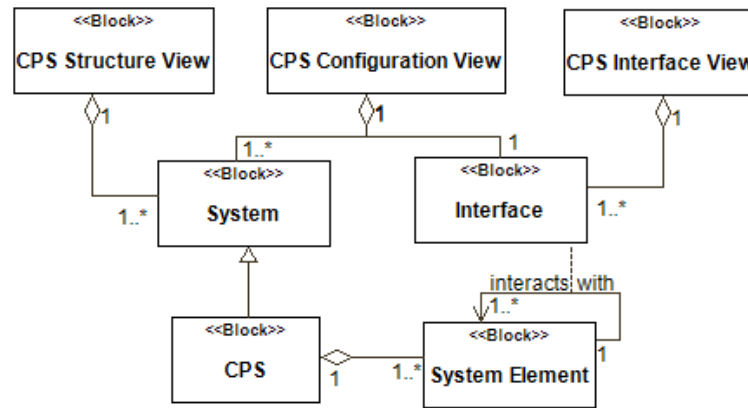 <<Block>>
CPS Structure View
<<Block>>
CPS Configuration View
<<Block>>
CPS Interface View
1
1
1
1..*
1
<<Block>>
System
<<Block>>
Interface
1..*
1..*
interacts with
1..*
<<Block>>
CPS
<<Block>>
System Element
1
1
1..*